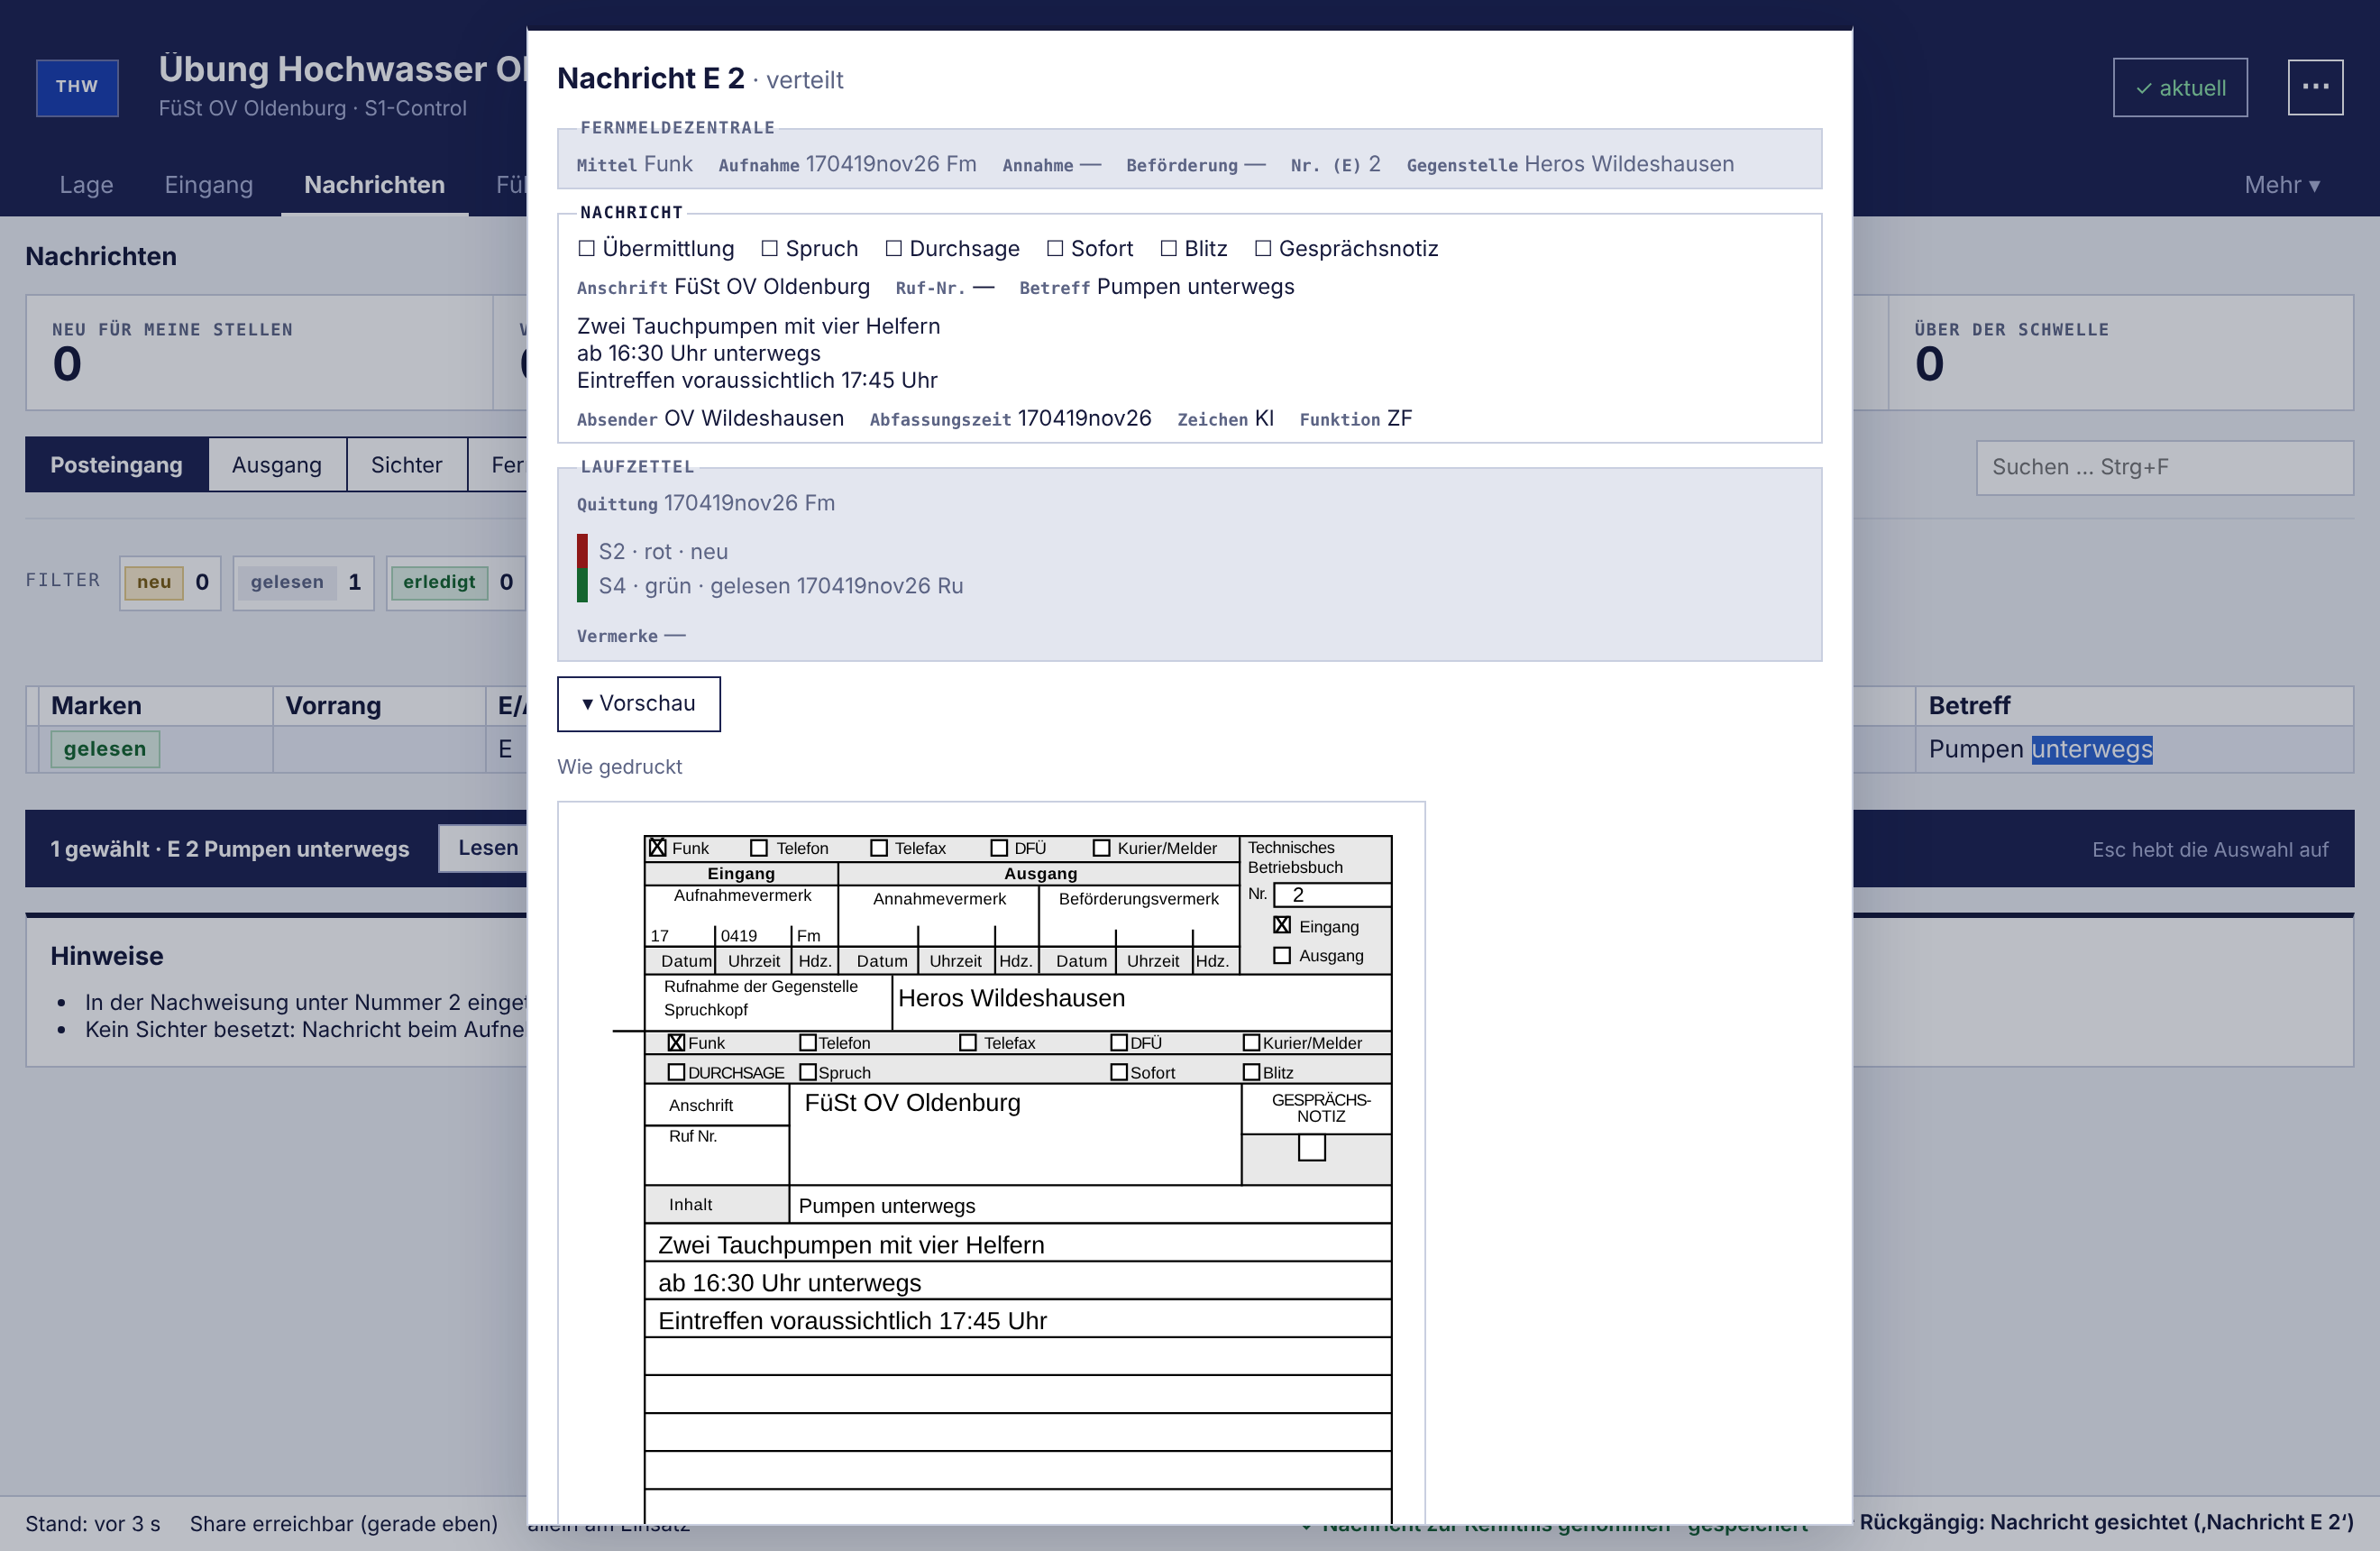 THW
Übung Hochwasser Ol
FüSt OV Oldenburg · S1-Control
✓ aktuell
...
Lage Eingang Nachrichten Fü Mehr ▾
Nachrichten
NEU FÜR MEINE STELLEN
0
ÜBER DER SCHWELLE
0
Posteingang Ausgang Sichter Fer
Suchen … Strg+F
FILTER neu 0 gelesen 1 erledigt 0
Marken Vorrang E/ Betreff
gelesen E Pumpen unterwegs
1 gewählt · E 2 Pumpen unterwegs Lesen Esc hebt die Auswahl auf
Hinweise
• In der Nachweisung unter Nummer 2 einget
• Kein Sichter besetzt: Nachricht beim Aufne
Nachricht E 2 · verteilt
FERNMELDEZENTRALE
Mittel Funk Aufnahme 170419nov26 Fm Annahme — Beförderung — Nr. (E) 2 Gegenstelle Heros Wildeshausen
NACHRICHT
☐ Übermittlung ☐ Spruch ☐ Durchsage ☐ Sofort ☐ Blitz ☐ Gesprächsnotiz
Anschrift FüSt OV Oldenburg Ruf-Nr. — Betreff Pumpen unterwegs
Zwei Tauchpumpen mit vier Helfern
ab 16:30 Uhr unterwegs
Eintreffen voraussichtlich 17:45 Uhr
Absender OV Wildeshausen Abfassungszeit 170419nov26 Zeichen Kl Funktion ZF
LAUFZETTEL
Quittung 170419nov26 Fm
S2 · rot · neu
S4 · grün · gelesen 170419nov26 Ru
Vermerke —
▾ Vorschau
Wie gedruckt
☒ Funk ☐ Telefon ☐ Telefax ☐ DFÜ ☐ Kurier/Melder
Technisches
Betriebsbuch
Eingang Ausgang
Nr. 2
Aufnahmevermerk Annahmevermerk Beförderungsvermerk
☒ Eingang
17 0419 Fm
☐ Ausgang
Datum Uhrzeit Hdz. Datum Uhrzeit Hdz. Datum Uhrzeit Hdz.
Rufnahme der Gegenstelle
Spruchkopf
Heros Wildeshausen
☒ Funk ☐ Telefon ☐ Telefax ☐ DFÜ ☐ Kurier/Melder
☐ DURCHSAGE ☐ Spruch ☐ Sofort ☐ Blitz
Anschrift FüSt OV Oldenburg
GESPRÄCHS-
NOTIZ
Ruf Nr.
Inhalt Pumpen unterwegs
Zwei Tauchpumpen mit vier Helfern
ab 16:30 Uhr unterwegs
Eintreffen voraussichtlich 17:45 Uhr
Stand: vor 3 s Share erreichbar (gerade eben) allein am Einsatz ✓ Nachricht zur Kenntnis genommen · gespeichert Rückgängig: Nachricht gesichtet (‚Nachricht E 2‘)